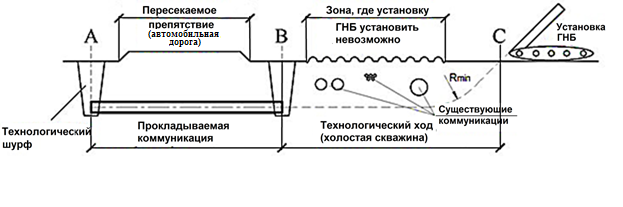 Пересекаемое
препятствие
(автомобильная
дорога)
Зона, где установку
ГНБ установить
невозможно
Установка
ГНБ
A
B
C
Rmin
Технологический
шурф
Прокладываемая
коммуникация
Технологический ход
(холостая скважина)
Существующие
коммуникации